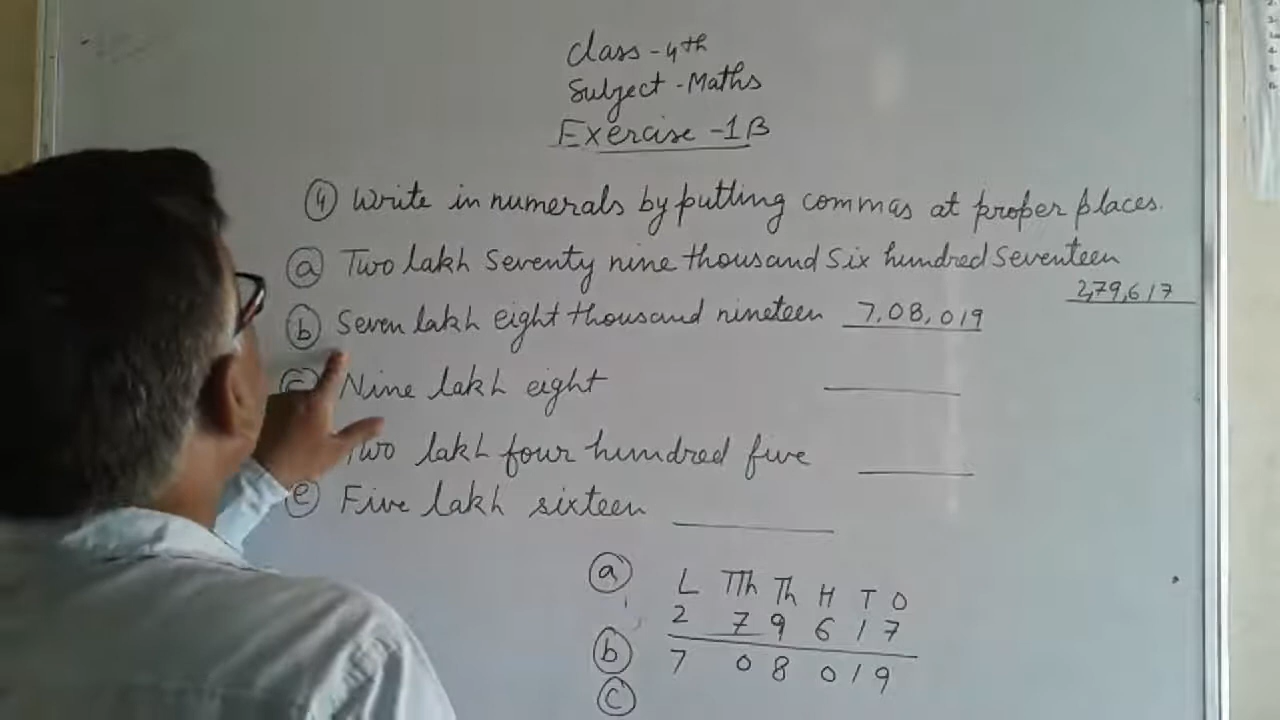 Class - 4th
Subject - Maths
Exercise - 1B
4 Write in numerals by putting commas at proper places.
a Two lakh Seventy nine thousand Six hundred Seventeen
2,79,617
b Seven lakh eight thousand nineteen 7,08,019
Nine lakh eight
Two lakh four hundred five
e Five lakh sixteen
a L TTh Th H T O
2 7 9 6 1 7
b 7 0 8 0 1 9
C